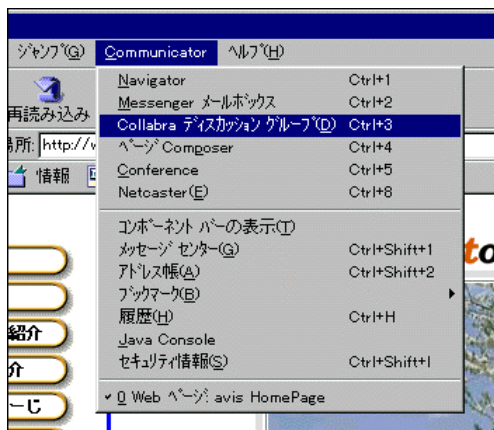 ｼﾞｬﾝﾌﾟ(G) Communicator ﾍﾙﾌﾟ(H)
再読み込み
場所: http://w
情報
Navigator Ctrl+1
Messenger ﾒｰﾙﾎﾞｯｸｽ Ctrl+2
Collabra ﾃﾞｨｽｶｯｼｮﾝ ｸﾞﾙｰﾌﾟ(D) Ctrl+3
ﾍﾟｰｼﾞ Composer Ctrl+4
Conference Ctrl+5
Netcaster(E) Ctrl+8
ｺﾝﾎﾟｰﾈﾝﾄ ﾊﾞｰの表示(T)
ﾒｯｾｰｼﾞ ｾﾝﾀｰ(G) Ctrl+Shift+1
ｱﾄﾞﾚｽ帳(A) Ctrl+Shift+2
ﾌﾞｯｸﾏｰｸ(B)
履歴(H) Ctrl+H
Java Console
ｾｷｭﾘﾃｨ情報(S) Ctrl+Shift+I
0 Web ﾍﾟｰｼﾞ: avis HomePage
紹介
介
ーじ
to